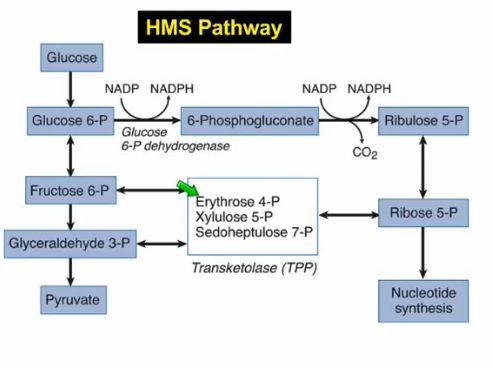 HMS Pathway
Glucose
NADP NADPH
NADP NADPH
Glucose 6-P
6-Phosphogluconate
Ribulose 5-P
Glucose
6-P dehydrogenase
CO2
Fructose 6-P
Erythrose 4-P
Xylulose 5-P
Sedoheptulose 7-P
Ribose 5-P
Glyceraldehyde 3-P
Transketolase (TPP)
Pyruvate
Nucleotide
synthesis